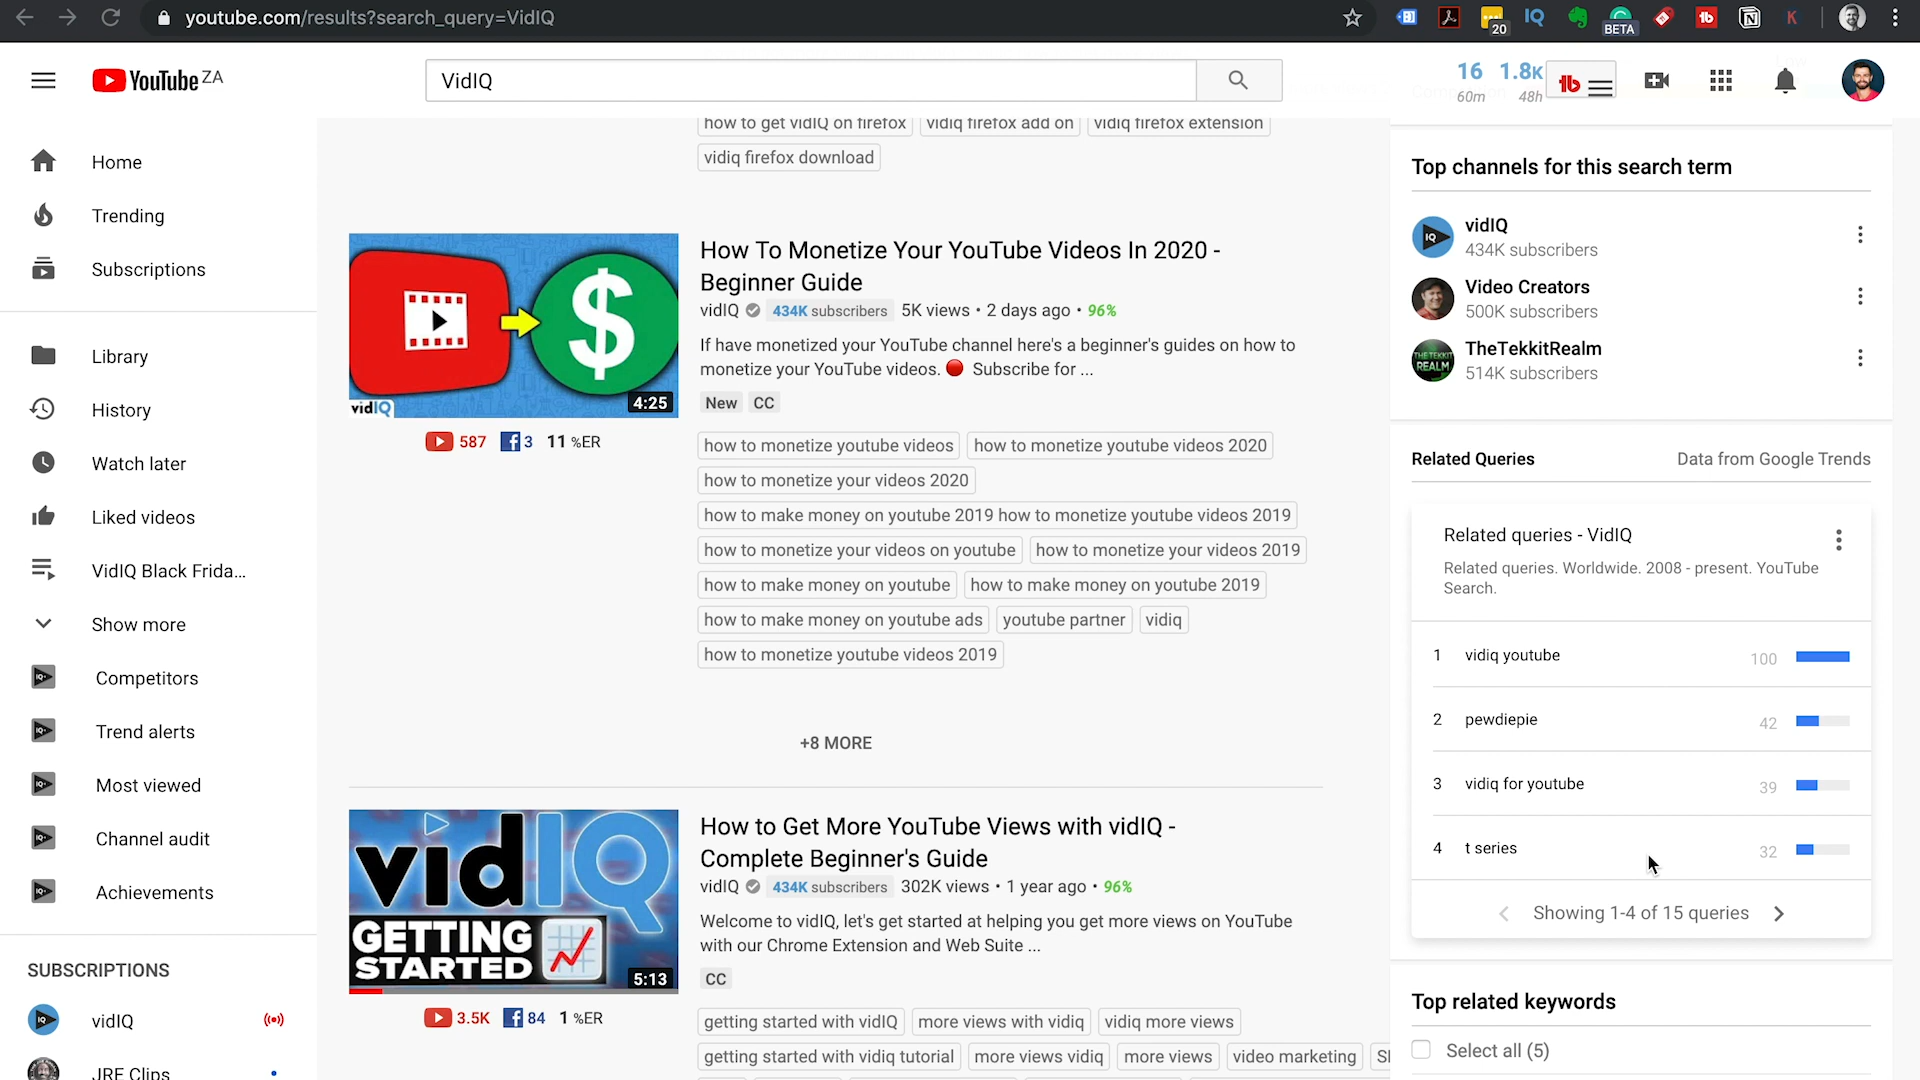 youtube.com/results?search_query=VidIQ
20
IQ
BETA
YouTube ZA
VidIQ
16 1.8K
60m 48h
Home
Trending
Subscriptions
Library
History
Watch later
Liked videos
VidIQ Black Frida...
Show more
Competitors
Trend alerts
Most viewed
Channel audit
Achievements
SUBSCRIPTIONS
vidIQ
JRE Clips
how to get vidIQ on firefox vidiq firefox add on vidiq firefox extension
vidiq firefox download
vidIQ
4:25
587 3 11 %ER
How To Monetize Your YouTube Videos In 2020 -
Beginner Guide
vidIQ 434K subscribers 5K views • 2 days ago • 96%
If have monetized your YouTube channel here's a beginner's guides on how to
monetize your YouTube videos. 🔴 Subscribe for ...
New CC
how to monetize youtube videos how to monetize youtube videos 2020
how to monetize your videos 2020
how to make money on youtube 2019 how to monetize youtube videos 2019
how to monetize your videos on youtube how to monetize your videos 2019
how to make money on youtube how to make money on youtube 2019
how to make money on youtube ads youtube partner vidiq
how to monetize youtube videos 2019
+8 MORE
vidIQ
GETTING
STARTED
5:13
3.5K 84 1 %ER
How to Get More YouTube Views with vidIQ -
Complete Beginner's Guide
vidIQ 434K subscribers 302K views • 1 year ago • 96%
Welcome to vidIQ, let's get started at helping you get more views on YouTube
with our Chrome Extension and Web Suite ...
CC
getting started with vidIQ more views with vidiq vidiq more views
getting started with vidiq tutorial more views vidiq more views video marketing
Top channels for this search term
vidIQ
434K subscribers
Video Creators
500K subscribers
THE TEKKIT
REALM
TheTekkitRealm
514K subscribers
Related Queries Data from Google Trends
Related queries - VidIQ
Related queries. Worldwide. 2008 - present. YouTube
Search.
1 vidiq youtube 100
2 pewdiepie 42
3 vidiq for youtube 39
4 t series 32
Showing 1-4 of 15 queries
Top related keywords
Select all (5)